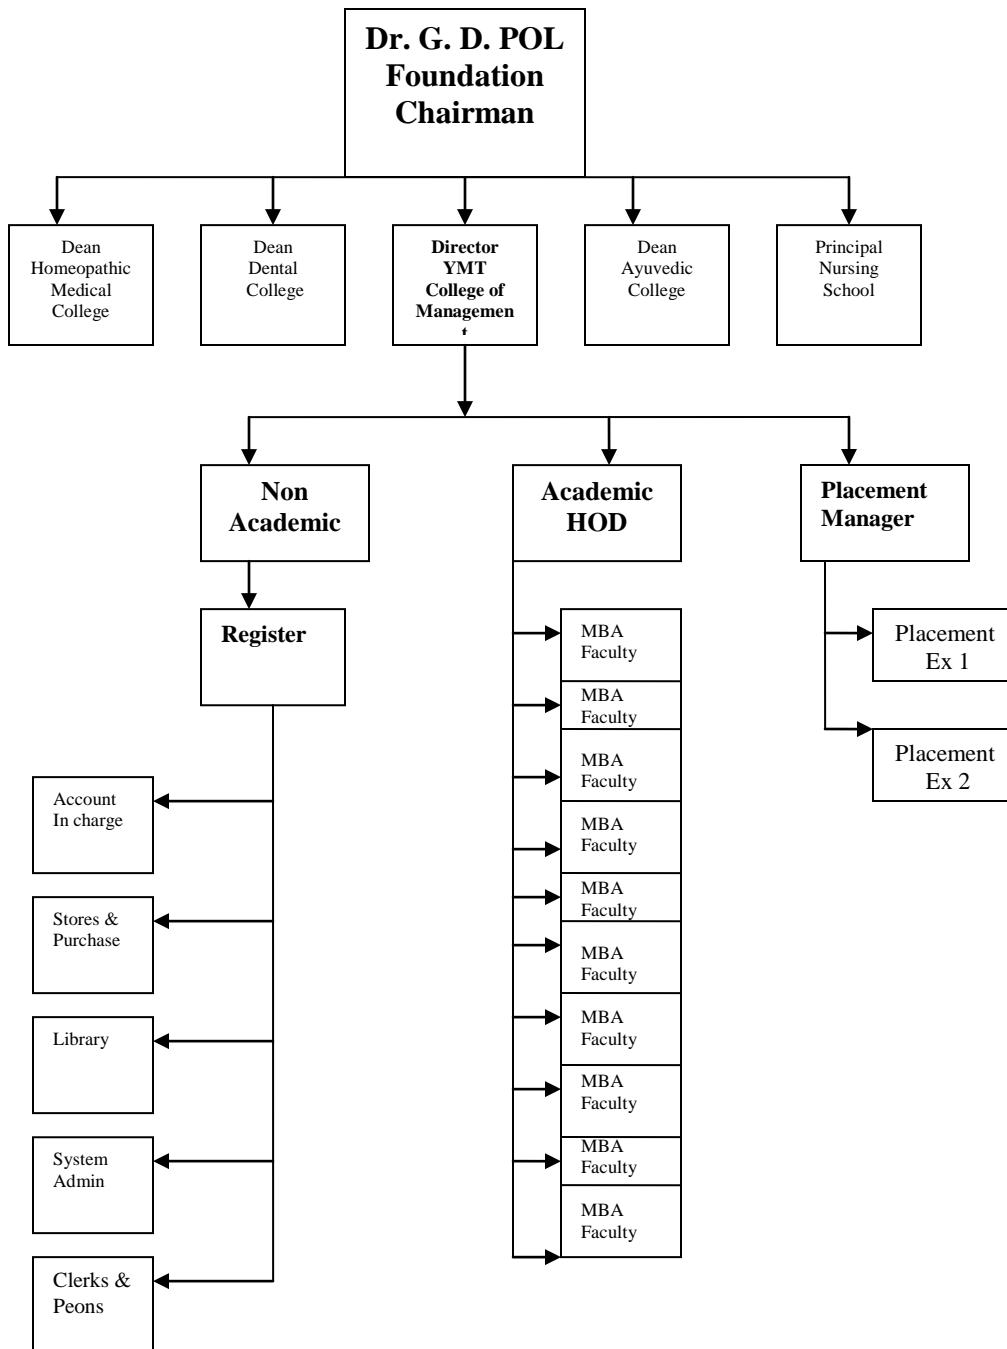 Dr. G. D. POL
Foundation
Chairman
Dean
Homeopathic
Medical
College
Dean
Dental
College
Director
YMT
College of
Managemen
t
Dean
Ayuvedic
College
Principal
Nursing
School
Non
Academic
Academic
HOD
Placement
Manager
Register
MBA
Faculty
MBA
Faculty
MBA
Faculty
MBA
Faculty
MBA
Faculty
MBA
Faculty
MBA
Faculty
MBA
Faculty
MBA
Faculty
MBA
Faculty
Placement
Ex 1
Placement
Ex 2
Account
In charge
Stores &
Purchase
Library
System
Admin
Clerks &
Peons